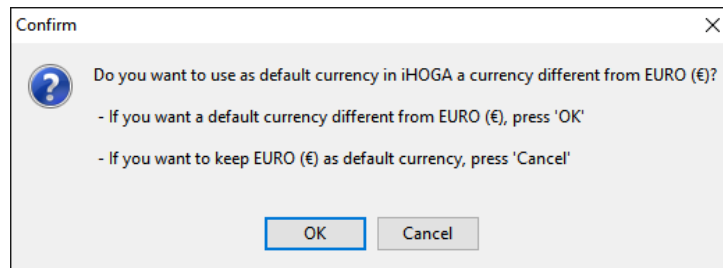 Confirm
Do you want to use as default currency in iHOGA a currency different from EURO (€)?
- If you want a default currency different from EURO (€), press 'OK'
- If you want to keep EURO (€) as default currency, press 'Cancel'
OK Cancel